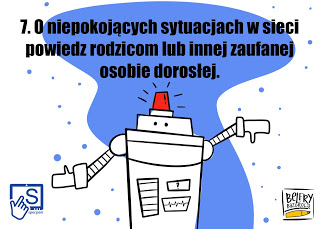 7. O niepokojących sytuacjach w sieci
powiedz rodzicom lub innej zaufanej
osobie dorosłej.
?
S